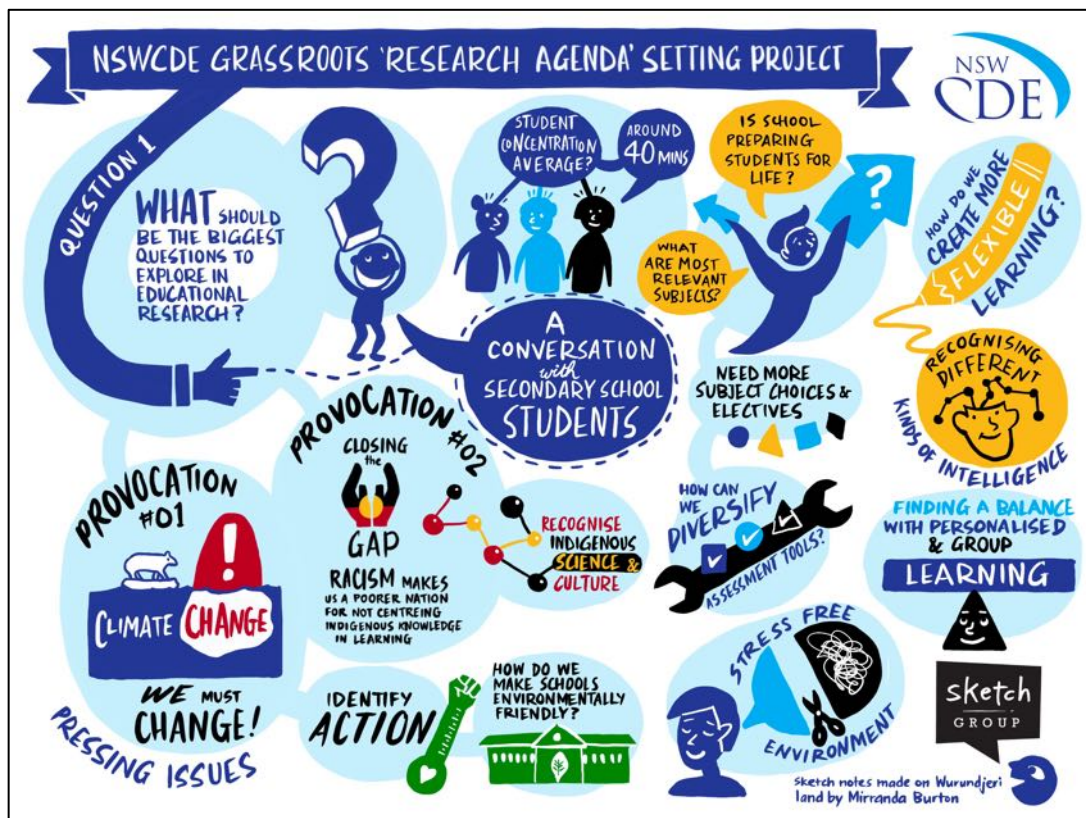 NSWCDE GRASSROOTS 'RESEARCH AGENDA' SETTING PROJECT
NSW
CDE
QUESTION 1
WHAT SHOULD
BE THE BIGGEST
QUESTIONS TO
EXPLORE IN
EDUCATIONAL
RESEARCH?
STUDENT
CONCENTRATION
AVERAGE?
AROUND
40 MINS
IS SCHOOL
PREPARING
STUDENTS FOR
LIFE?
?
WHAT
ARE MOST
RELEVANT
SUBJECTS?
HOW DO WE
CREATE MORE
FLEXIBLE
LEARNING?
A
CONVERSATION
with
SECONDARY SCHOOL
STUDENTS
NEED MORE
SUBJECT CHOICES &
ELECTIVES
RECOGNISING
DIFFERENT
KINDS OF INTELLIGENCE
PROVOCATION
#01
!
CLIMATE CHANGE
WE MUST
CHANGE!
PRESSING ISSUES
PROVOCATION
#02
CLOSING
the
GAP
RACISM MAKES
US A POORER NATION
FOR NOT CENTREING
INDIGENOUS KNOWLEDGE
IN LEARNING
RECOGNISE
INDIGENOUS
SCIENCE &
CULTURE
HOW CAN
WE
DIVERSIFY
ASSESSMENT TOOLS?
FINDING A BALANCE
WITH PERSONALISED
& GROUP
LEARNING
IDENTIFY
ACTION
HOW DO WE
MAKE SCHOOLS
ENVIRONMENTALLY
FRIENDLY?
STRESS FREE
ENVIRONMENT
sketch
GROUP
sketch notes made on Wurundjeri
land by Mirranda Burton